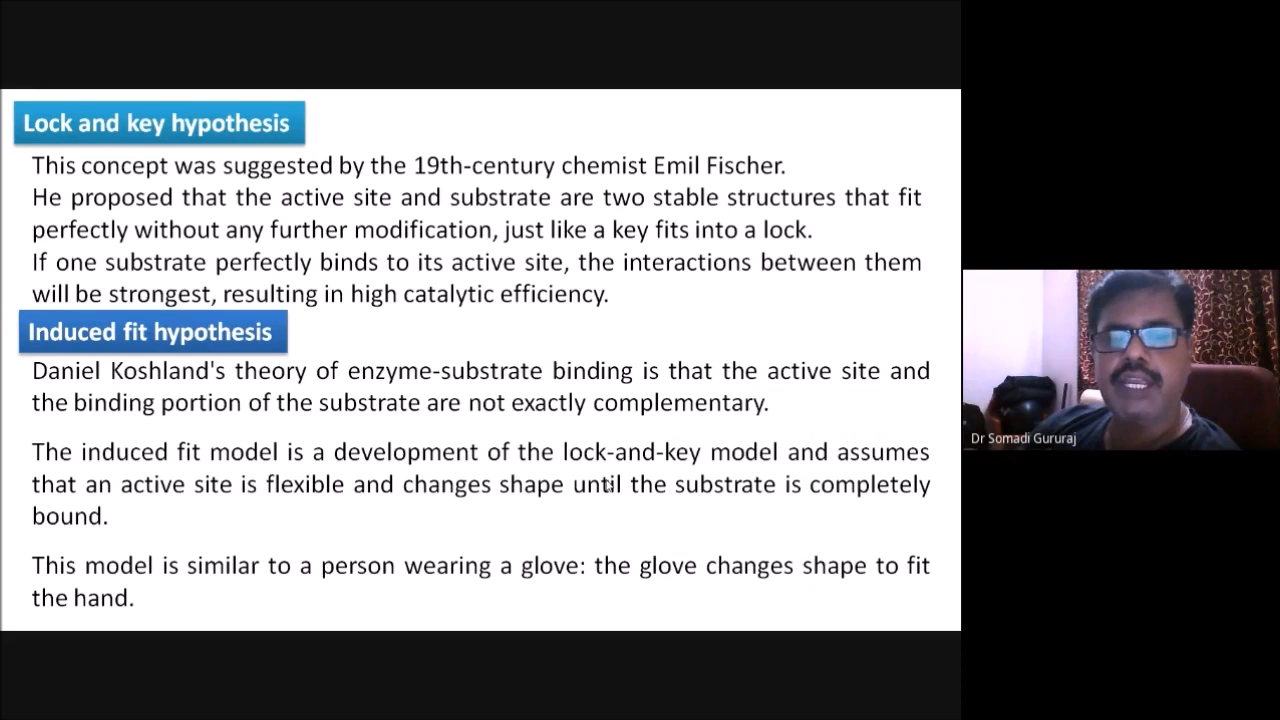 Lock and key hypothesis
This concept was suggested by the 19th-century chemist Emil Fischer.
He proposed that the active site and substrate are two stable structures that fit
perfectly without any further modification, just like a key fits into a lock.
If one substrate perfectly binds to its active site, the interactions between them
will be strongest, resulting in high catalytic efficiency.
Induced fit hypothesis
Daniel Koshland's theory of enzyme-substrate binding is that the active site and
the binding portion of the substrate are not exactly complementary.
The induced fit model is a development of the lock-and-key model and assumes
that an active site is flexible and changes shape until the substrate is completely
bound.
This model is similar to a person wearing a glove: the glove changes shape to fit
the hand.
Dr Somadi Gururaj